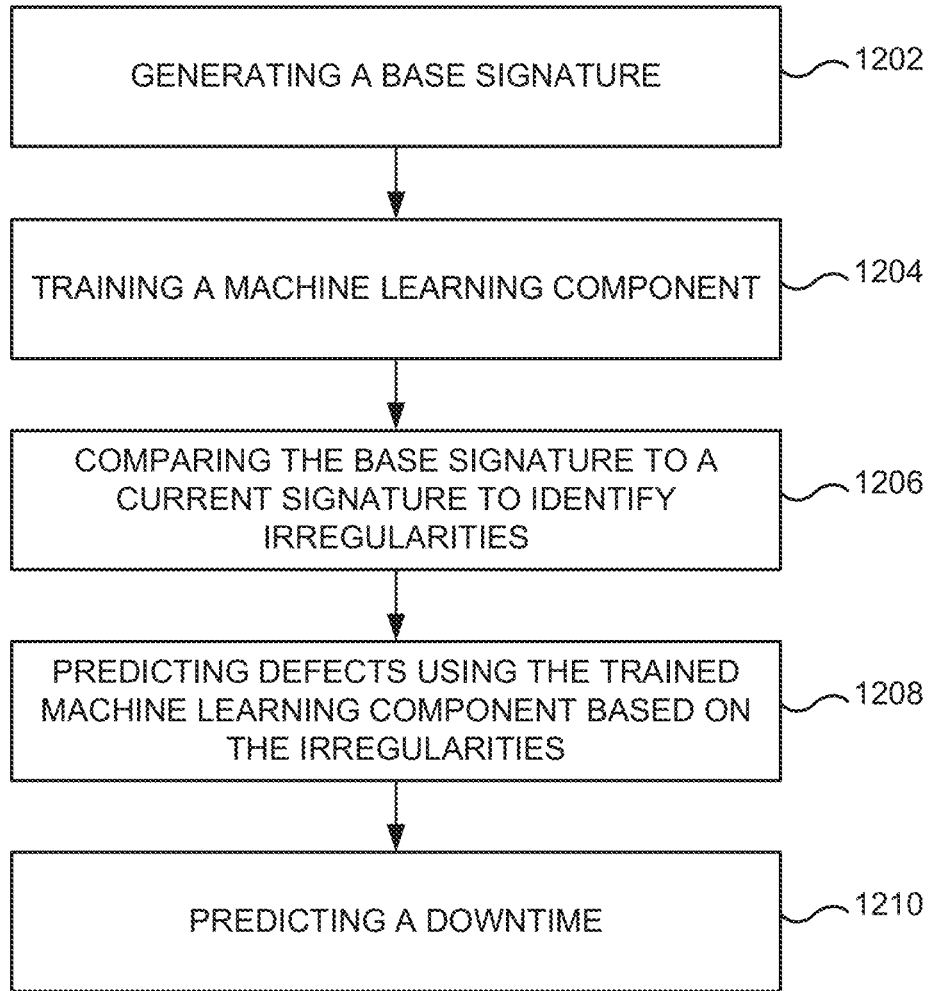 GENERATING A BASE SIGNATURE
1202
TRAINING A MACHINE LEARNING COMPONENT
1204
COMPARING THE BASE SIGNATURE TO A
CURRENT SIGNATURE TO IDENTIFY
IRREGULARITIES
1206
PREDICTING DEFECTS USING THE TRAINED
MACHINE LEARNING COMPONENT BASED ON
THE IRREGULARITIES
1208
PREDICTING A DOWNTIME
1210